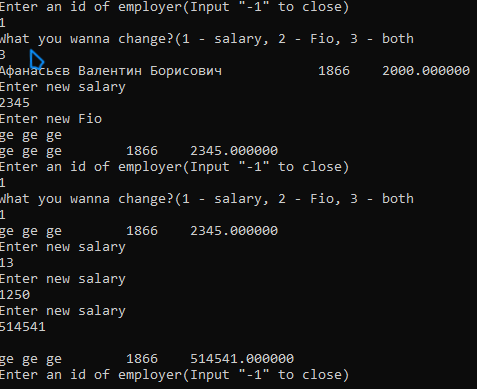 Enter an id of employer(Input "-1" to close)
1
What you wanna change?(1 - salary, 2 - Fio, 3 - both
3
Афанасьєв Валентин Борисович 1866 2000.000000
Enter new salary
2345
Enter new Fio
ge ge ge
ge ge ge 1866 2345.000000
Enter an id of employer(Input "-1" to close)
1
What you wanna change?(1 - salary, 2 - Fio, 3 - both
1
ge ge ge 1866 2345.000000
Enter new salary
13
Enter new salary
1250
Enter new salary
514541
ge ge ge 1866 514541.000000
Enter an id of employer(Input "-1" to close)